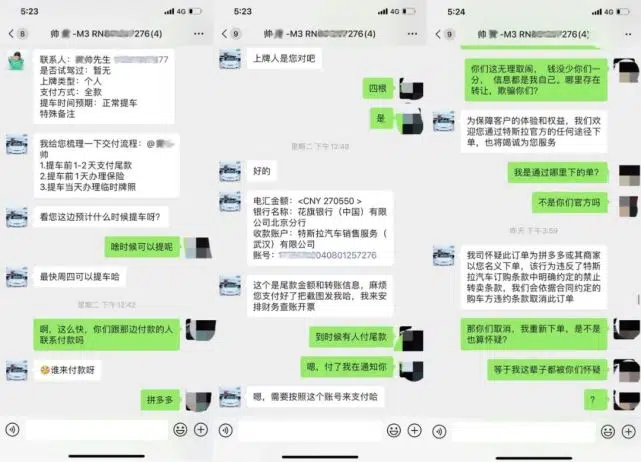 5:23
4G
8
帅
-M3 RN
276(4)
联系人：
帅先生
77
是否试驾过：暂无
上牌类型：个人
支付方式：全款
提车时间预期：正常提车
特殊备注
我给您梳理一下交付流程：@
帅
1.提车前1-2天支付尾款
2.提车前1天办理保险
3.提车当天办理临时牌照
看您这边预计什么时候提车呀?
啥时候可以提呢
最快周四可以提车哈
星期二 下午12:42
啊，这么快，你们跟那边付款的人
联系付款吗
谁来付款呀
拼多多
5:23
4G
9
帅
-M3 RN
276(4)
上牌人是您对吧
四根
是
星期二 下午12:48
好的
电汇金额：<CNY 270550 >
银行名称：花旗银行（中国）有限
公司北京分行
收款账户：特斯拉汽车销售服务
（武汉）有限公司
账号：
040801257276
这个是尾款金额和转账信息，麻烦
您支付好了把截图发我哈，我来安
排财务查账开票
到时候有人付尾款
嗯，付了我在通知你
嗯，需要按照这个账号来支付哈
5:24
4G
9
帅
-M3 RN
276(4)
你们这无理取闹，钱没少你们一
分，信息都是我自己。哪里存在
转让，欺骗你们?
为保障客户的体验和权益，我们欢
迎您通过特斯拉官方的任何途径下
单，也将竭诚为您服务
我是通过哪里下的单?
不是你们官方吗
昨天 下午3:59
我司怀疑此订单为拼多多或其商家
以您名义下单，该行为违反了特斯
拉汽车订购条款中明确约定的禁止
转卖条款，我们会依据合同约定的
购车方违约条款取消此订单
那你们取消，我重新下单，是不是
也算怀疑?
等于我这辈子都被你们怀疑
?